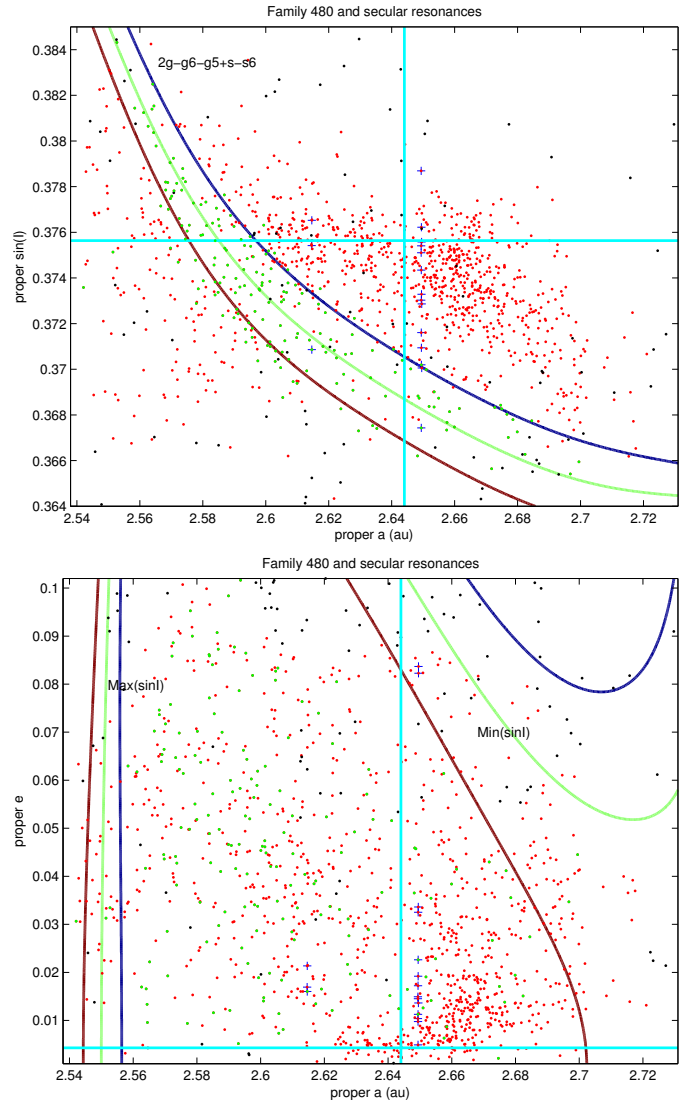 Family 480 and secular resonances
0.384
0.382
0.38
0.378
0.376
0.374
0.372
0.37
0.368
0.366
0.364
proper sin(I)
2g−g6−g5+s−s6
2.54 2.56 2.58 2.6 2.62 2.64 2.66 2.68 2.7 2.72
proper a (au)
Family 480 and secular resonances
0.1
0.09
0.08
0.07
0.06
0.05
0.04
0.03
0.02
0.01
proper e
Max(sinI)
Min(sinI)
2.54 2.56 2.58 2.6 2.62 2.64 2.66 2.68 2.7 2.72
proper a (au)